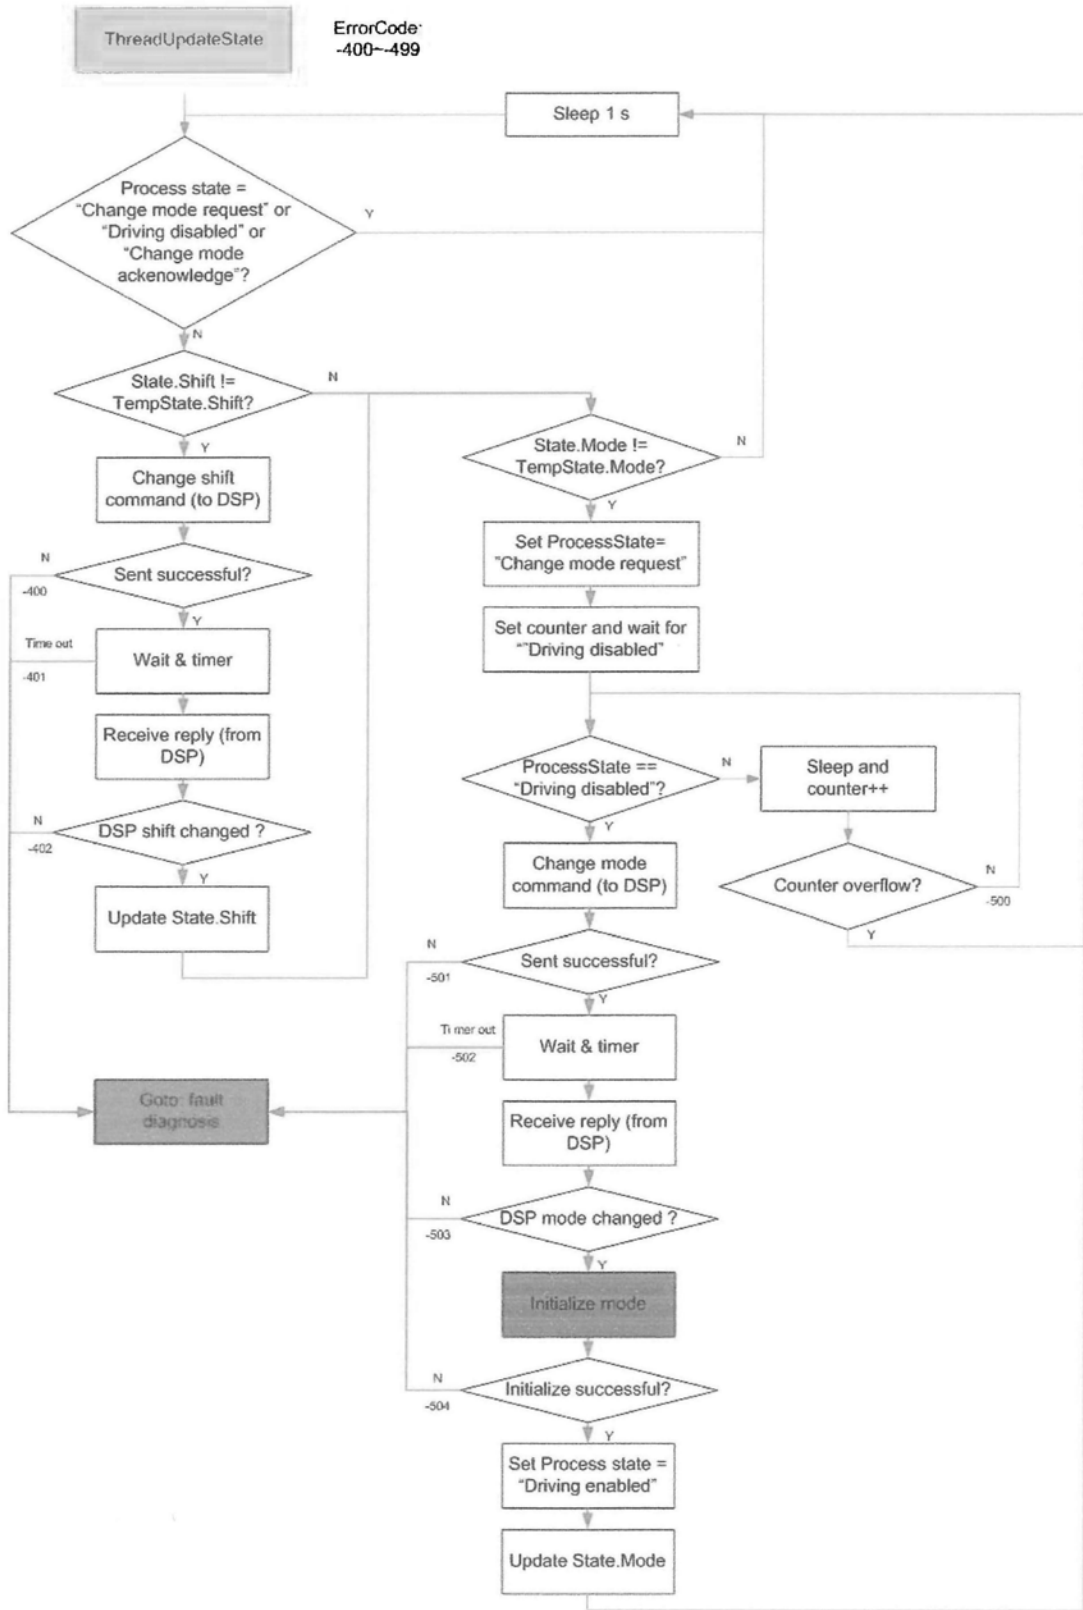 ThreadUpdateState
ErrorCode:
-400~-499
Sleep 1 s
Process state =
“Change mode request” or
“Driving disabled” or
“Change mode
ackenowledge”?
Y
N
State.Shift !=
TempState.Shift?
N
Y
Change shift
command (to DSP)
N
-400
Sent successful?
Y
Time out
-401
Wait & timer
Receive reply (from
DSP)
N
-402
DSP shift changed ?
Y
Update State.Shift
State.Mode !=
TempState.Mode?
N
Y
Set ProcessState=
”Change mode request”
Set counter and wait for
“”Driving disabled”
ProcessState ==
“Driving disabled”?
N
Y
Sleep and
counter++
Counter overflow?
N
-500
Y
Change mode
command (to DSP)
N
-501
Sent successful?
Y
Timer out
-502
Wait & timer
Goto: fault
diagnosis
Receive reply (from
DSP)
N
-503
DSP mode changed ?
Y
Initialize mode
N
-504
Initialize successful?
Y
Set Process state =
“Driving enabled”
Update State.Mode